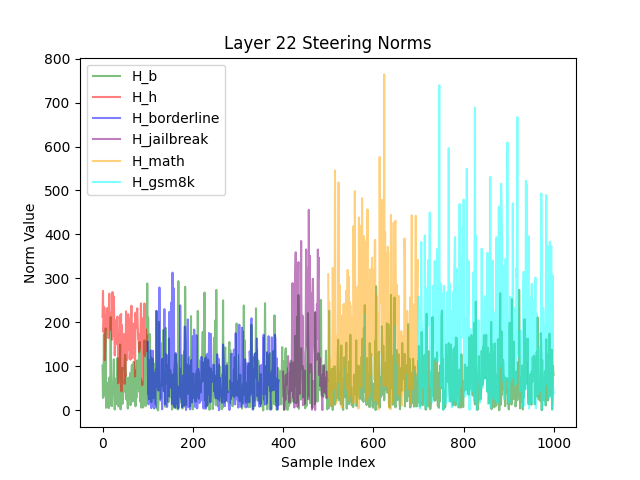 Layer 22 Steering Norms
H_b
H_h
H_borderline
H_jailbreak
H_math
H_gsm8k
Norm Value
800
700
600
500
400
300
200
100
0
0 200 400 600 800 1000
Sample Index